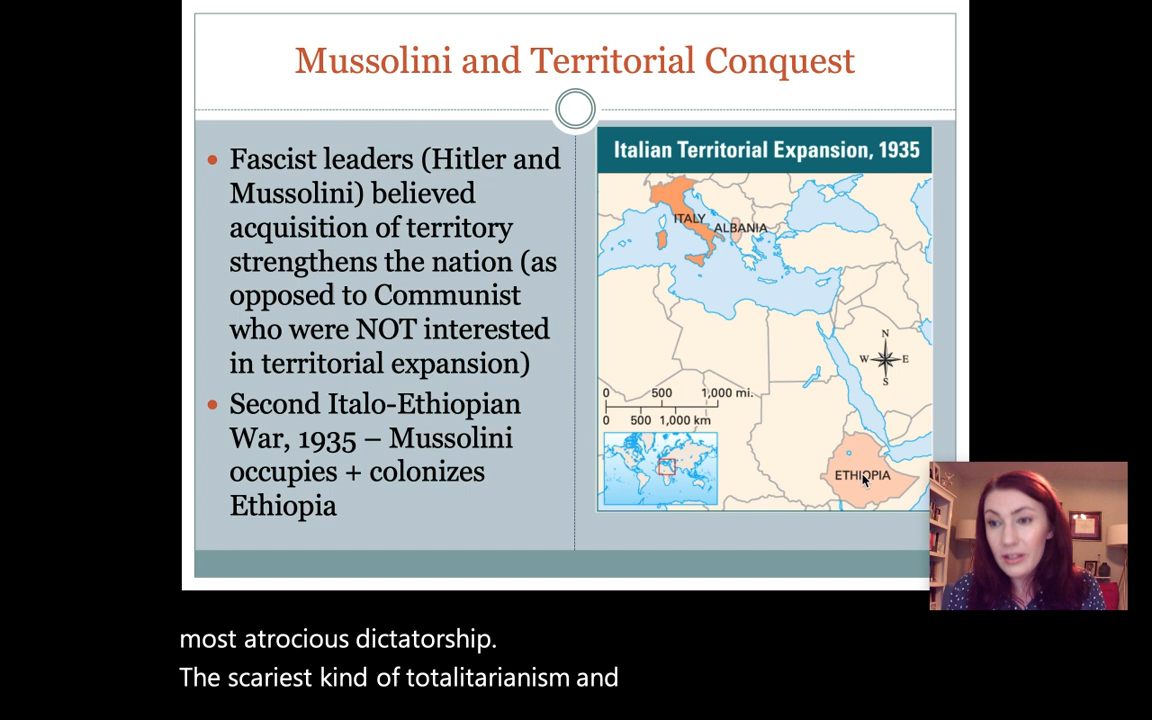 Mussolini and Territorial Conquest
• Fascist leaders (Hitler and
Mussolini) believed
acquisition of territory
strengthens the nation (as
opposed to Communist
who were NOT interested
in territorial expansion)
• Second Italo-Ethiopian
War, 1935 – Mussolini
occupies + colonizes
Ethiopia
Italian Territorial Expansion, 1935
ITALY
ALBANIA
N
W E
S
0 500 1,000 mi.
0 500 1,000 km
ETHIOPIA
most atrocious dictatorship.
The scariest kind of totalitarianism and